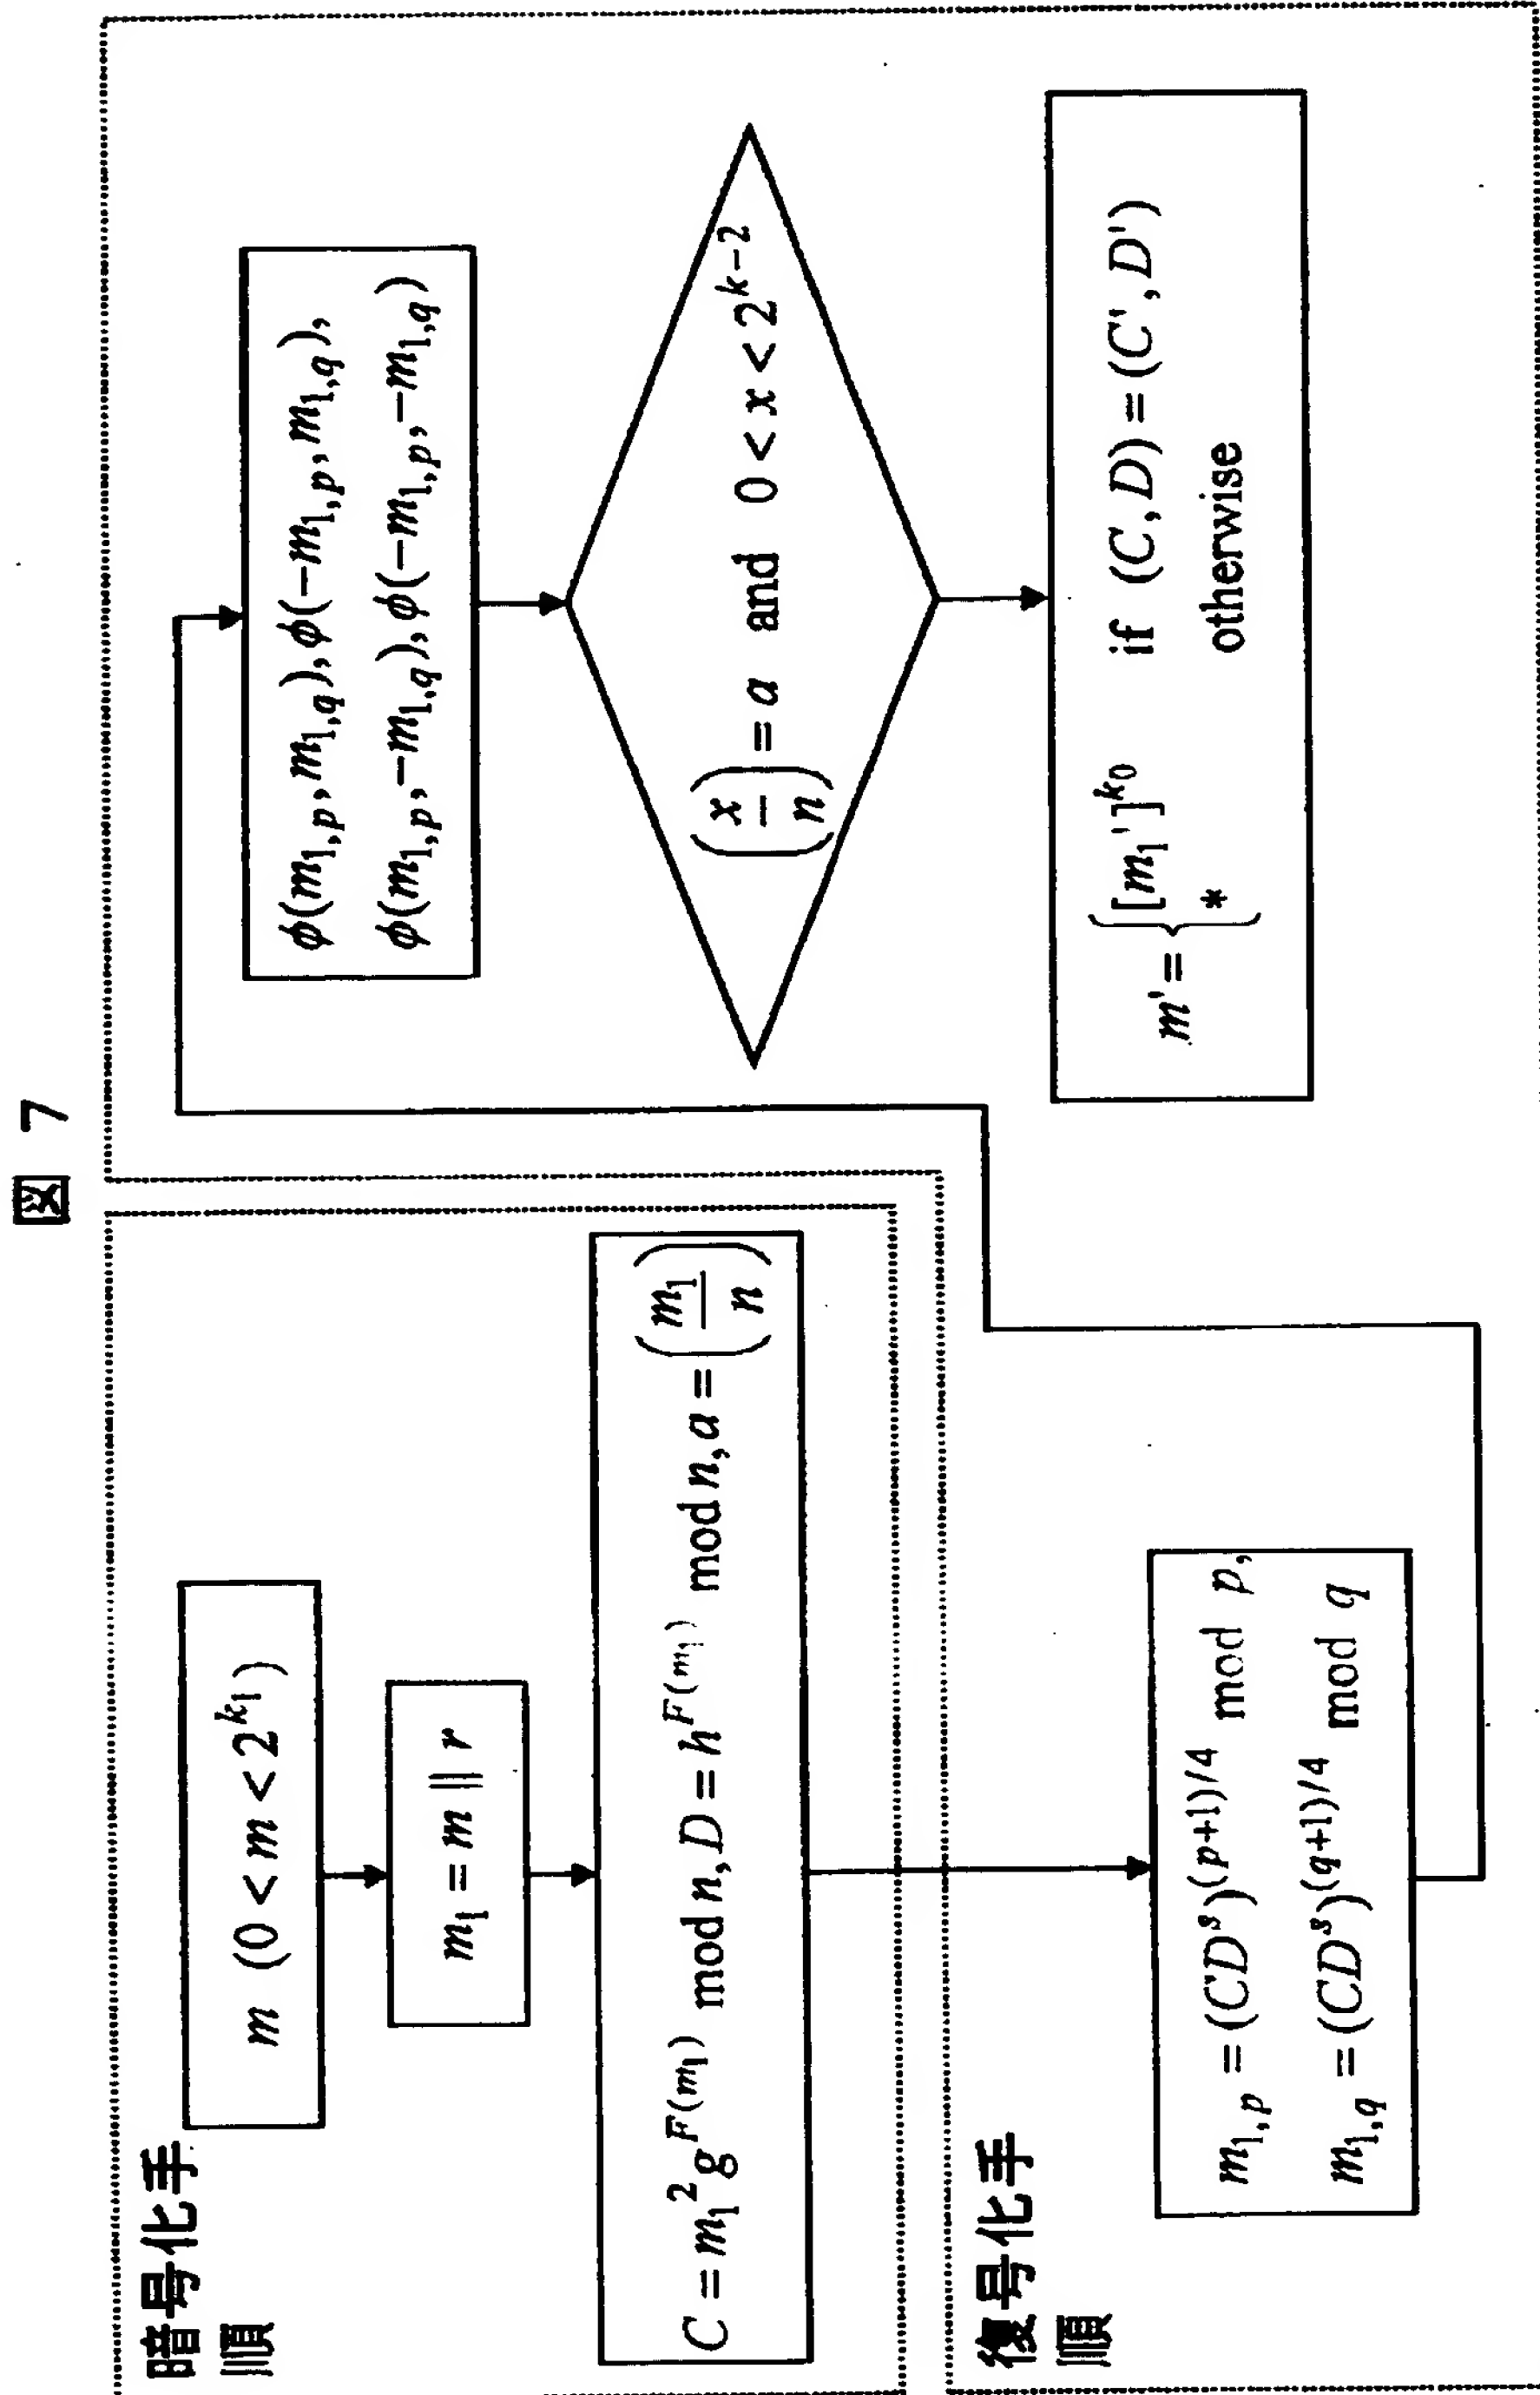 図 7
暗号化手
順
m (0 < m < 2^{k_1})
m_1 = m || r
C = m_1^2 g^{F(m_1)} mod n, D = h^{F(m_1)} mod n, a = (m_1/n)
復号化手
順
m_{1,p} = (CD^s)^{(p+1)/4} mod p,
m_{1,q} = (CD^s)^{(q+1)/4} mod q
ϕ(m_{1,p}, m_{1,q}), ϕ(−m_{1,p}, m_{1,q}),
ϕ(m_{1,p}, −m_{1,q}), ϕ(−m_{1,p}, −m_{1,q})
(x/n) = a and 0 < x < 2^{k−2}
m' = { [m_1']^{k_0} if (C, D) = (C', D')
* otherwise